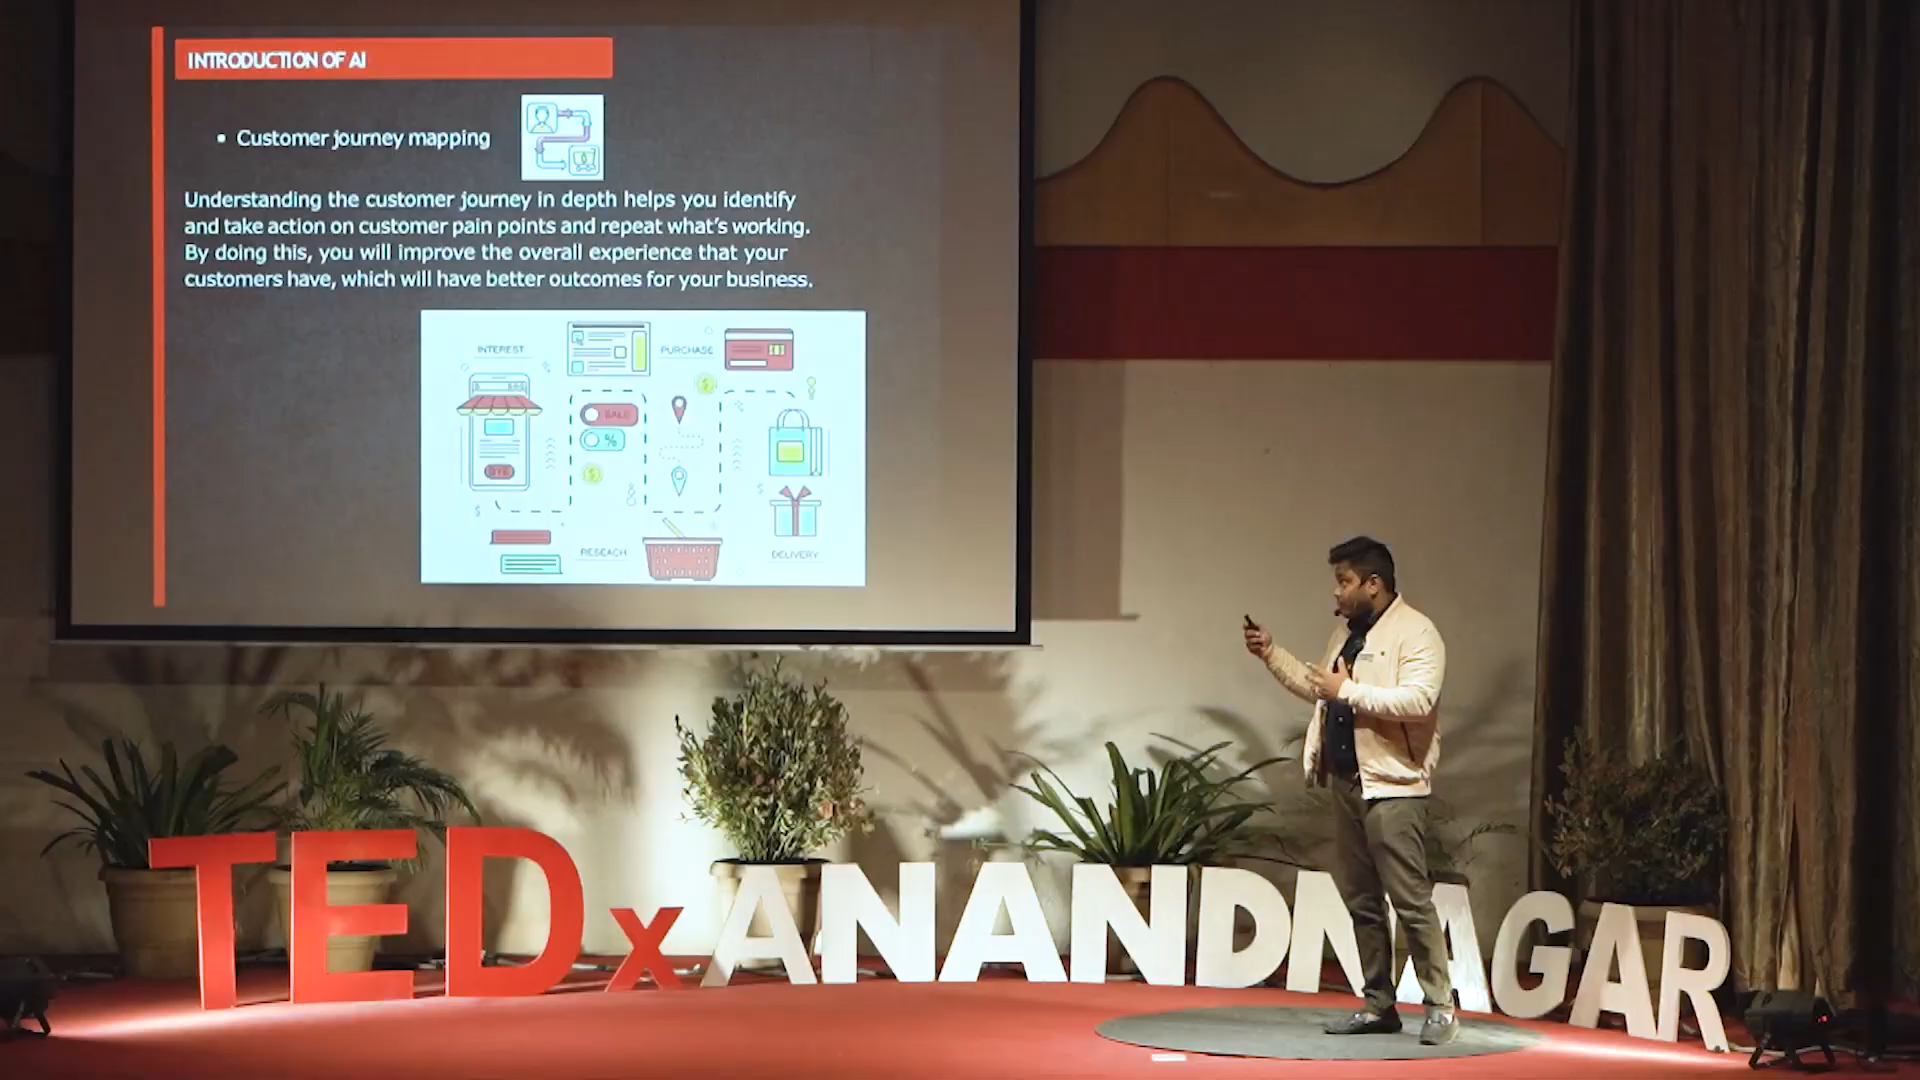 INTRODUCTION OF AI
• Customer journey mapping
Understanding the customer journey in depth helps you identify
and take action on customer pain points and repeat what's working.
By doing this, you will improve the overall experience that your
customers have, which will have better outcomes for your business.
INTEREST
PURCHASE
SALE
%
RESEACH
DELIVERY
TEDxANANDNAGAR